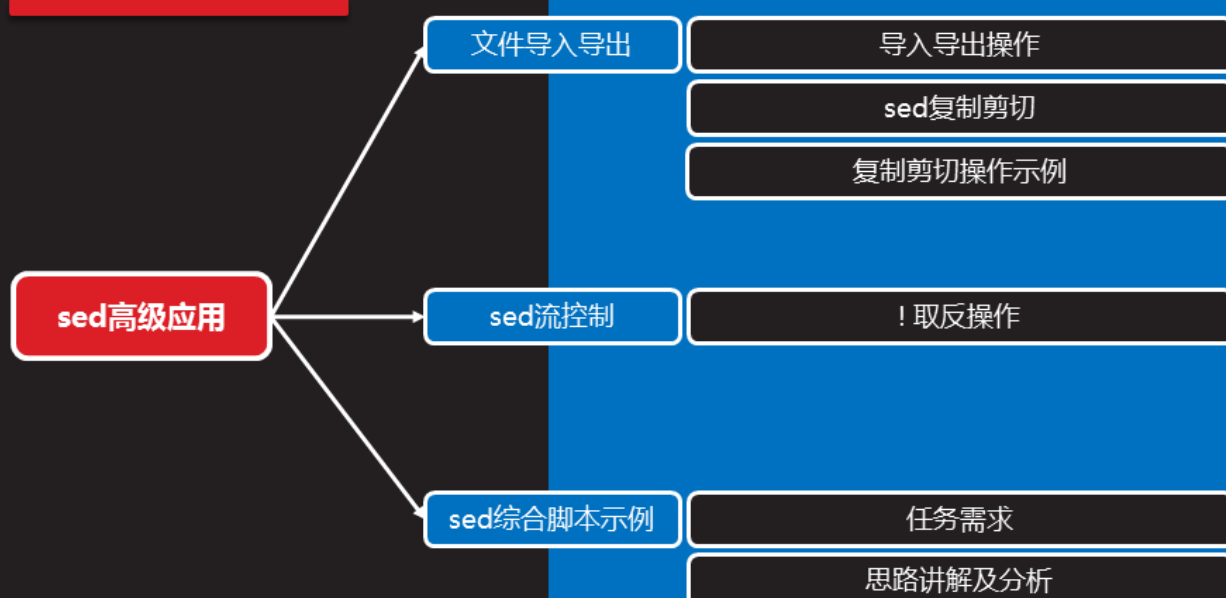 文件导入导出
导入导出操作
sed复制剪切
复制剪切操作示例
sed高级应用
sed流控制
！取反操作
sed综合脚本示例
任务需求
思路讲解及分析